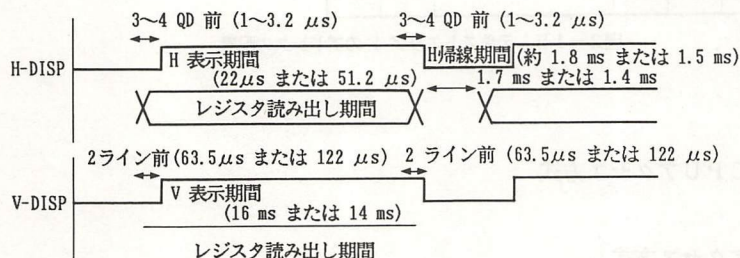 3〜4 QD 前 (1〜3.2 μs) 3〜4 QD 前 (1〜3.2 μs)
H-DISP H 表示期間 H帰線期間 (約 1.8 ms または 1.5 ms)
(22μs または 51.2 μs) 1.7 ms または 1.4 ms
レジスタ読み出し期間
2ライン前(63.5μs または 122 μs) 2 ライン前 (63.5μs または 122 μs)
V-DISP V 表示期間
(16 ms または 14 ms)
レジスタ読み出し期間